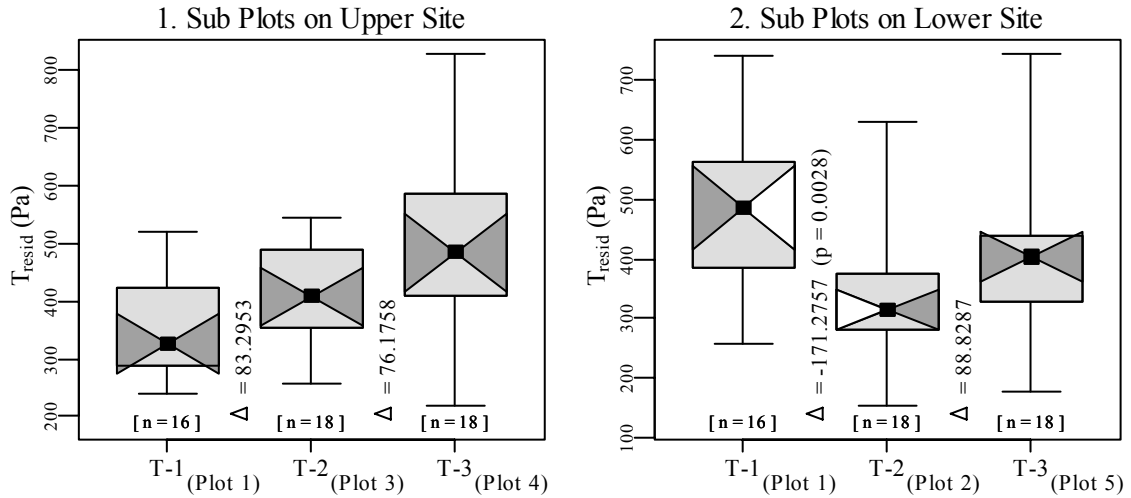 1. Sub Plots on Upper Site
T_resid (Pa)
800
700
600
500
400
300
200
Δ = 83.2953
Δ = 76.1758
[ n = 16 ]
[ n = 18 ]
[ n = 18 ]
T-1 (Plot 1)
T-2 (Plot 3)
T-3 (Plot 4)
2. Sub Plots on Lower Site
T_resid (Pa)
700
600
500
400
300
200
100
Δ = -171.2757 (p = 0.0028)
Δ = 88.8287
[ n = 16 ]
[ n = 18 ]
[ n = 18 ]
T-1 (Plot 1)
T-2 (Plot 2)
T-3 (Plot 5)